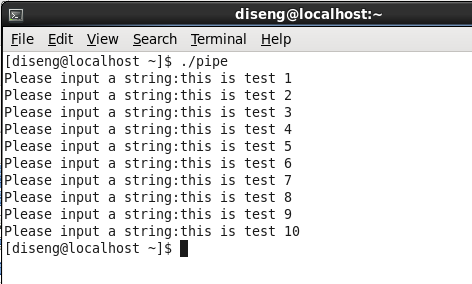 diseng@localhost:~
File Edit View Search Terminal Help
[diseng@localhost ~]$ ./pipe
Please input a string:this is test 1
Please input a string:this is test 2
Please input a string:this is test 3
Please input a string:this is test 4
Please input a string:this is test 5
Please input a string:this is test 6
Please input a string:this is test 7
Please input a string:this is test 8
Please input a string:this is test 9
Please input a string:this is test 10
[diseng@localhost ~]$